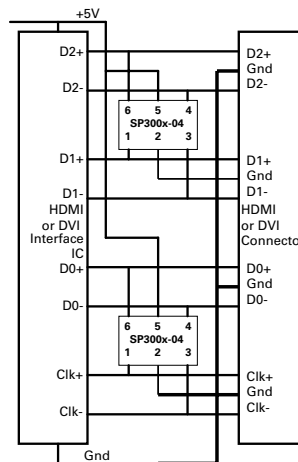 +5V
D2+ D2+
Gnd
D2- D2-
6 5 4
SP300x-04
1 2 3
D1+ D1+
Gnd
D1- D1-
HDMI
or DVI
Interface
IC
HDMI
or DVI
Connector
D0+ D0+
Gnd
D0- D0-
6 5 4
SP300x-04
1 2 3
Clk+ Clk+
Gnd
Clk- Clk-
Gnd